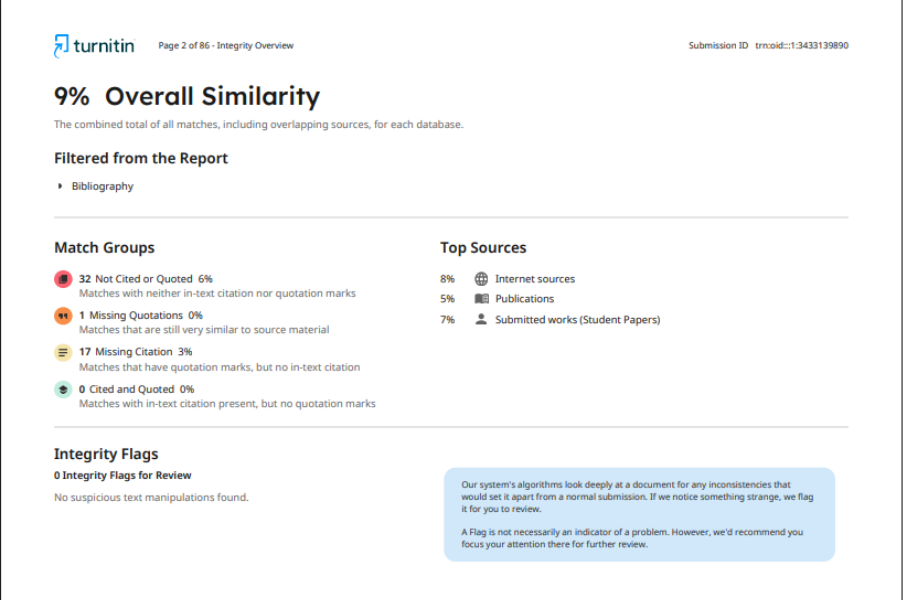 turnitin Page 2 of 86 - Integrity Overview Submission ID trn:oid:::1:3433139890
9% Overall Similarity
The combined total of all matches, including overlapping sources, for each database.
Filtered from the Report
Bibliography
Match Groups
32 Not Cited or Quoted 6%
Matches with neither in-text citation nor quotation marks
1 Missing Quotations 0%
Matches that are still very similar to source material
17 Missing Citation 3%
Matches that have quotation marks, but no in-text citation
0 Cited and Quoted 0%
Matches with in-text citation present, but no quotation marks
Top Sources
8% Internet sources
5% Publications
7% Submitted works (Student Papers)
Integrity Flags
0 Integrity Flags for Review
No suspicious text manipulations found.
Our system's algorithms look deeply at a document for any inconsistencies that
would set it apart from a normal submission. If we notice something strange, we flag
it for you to review.
A Flag is not necessarily an indicator of a problem. However, we'd recommend you
focus your attention there for further review.